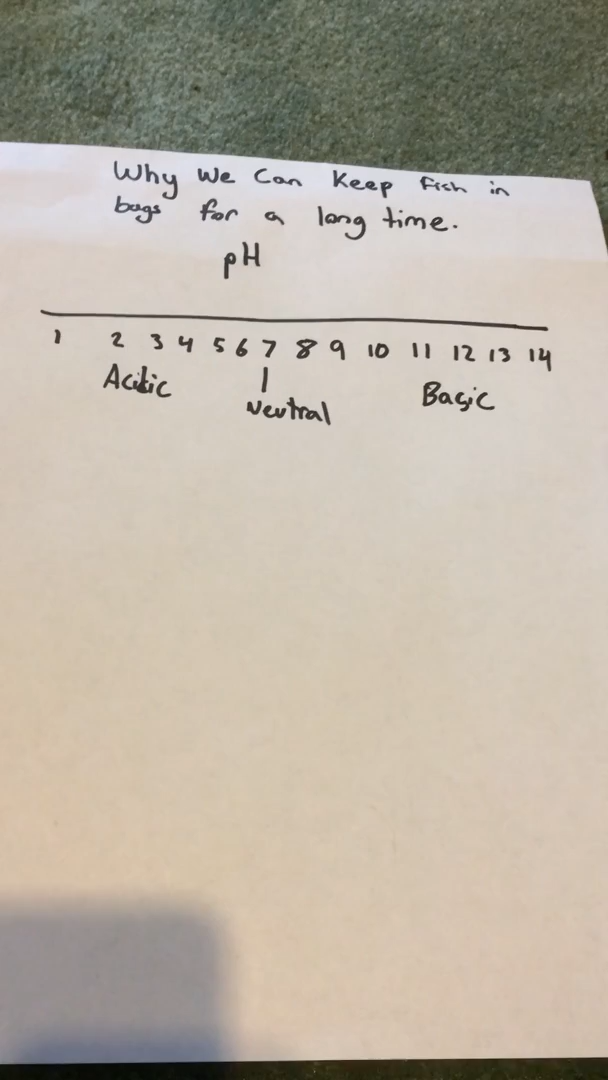 Why We Can Keep Fish in
bags for a long time.
pH
1 2 3 4 5 6 7 8 9 10 11 12 13 14
Acidic Basic
Neutral